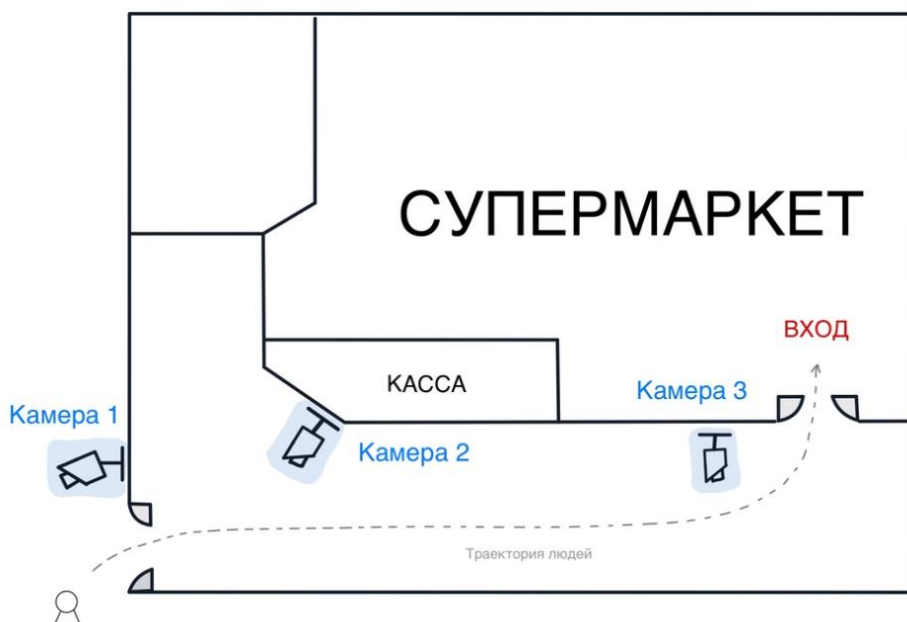 СУПЕРМАРКЕТ
ВХОД
КАССА
Камера 3
Камера 1
Камера 2
Траектория людей